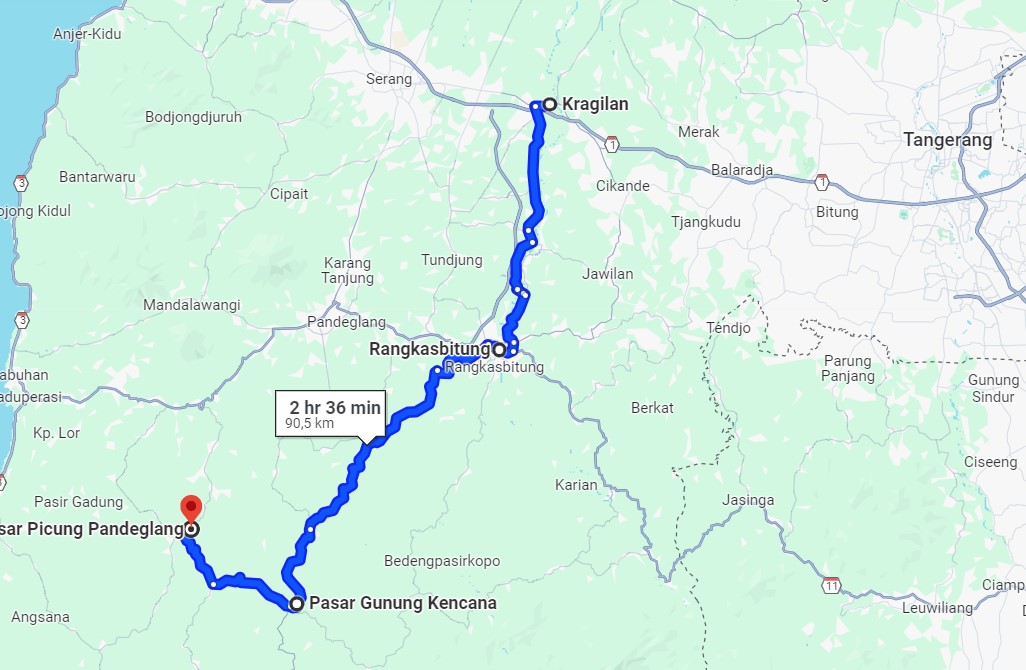 Anjer-Kidu
Serang
Kragilan
Bodjongdjuruh
1
Merak
Tangerang
Balaradja
3
Bantarwaru
Cipait
Cikande
1
ojong Kidul
Bitung
Tjangkudu
Tundjung
Karang
Tanjung
Jawilan
Mandalawangi
3
Pandeglang
Tendjo
Rangkasbitung
Rangkasbitung
Parung
Panjang
abuhan
aduperasi
Gunung
Sindur
2 hr 36 min
90,5 km
Berkat
Kp. Lor
Ciseeng
Karian
Pasir Gadung
Jasinga
sar Picung Pandeglang
Bedengpasirkopo
11
Ciamp
Pasar Gunung Kencana
Leuwiliang
Angsana